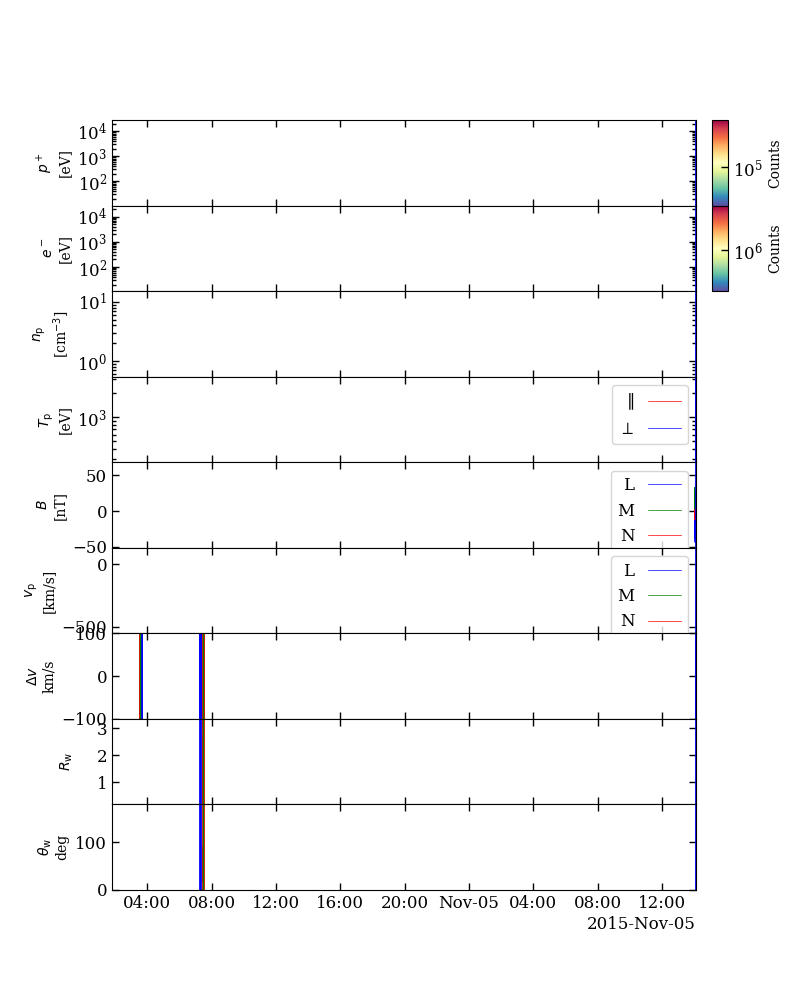 10⁴
10³
10²
p⁺
[eV]
10⁵
Counts
10⁴
10³
10²
e⁻
[eV]
10⁶
Counts
10¹
10⁰
nₚ
[cm⁻³]
10³
Tₚ
[eV]
∥
⊥
50
0
−50
B
[nT]
L
M
N
0
−500
vₚ
[km/s]
L
M
N
100
0
−100
Δv
km/s
3
2
1
R_w
100
0
θ_w
deg
04:00 08:00 12:00 16:00 20:00 Nov-05 04:00 08:00 12:00
2015-Nov-05